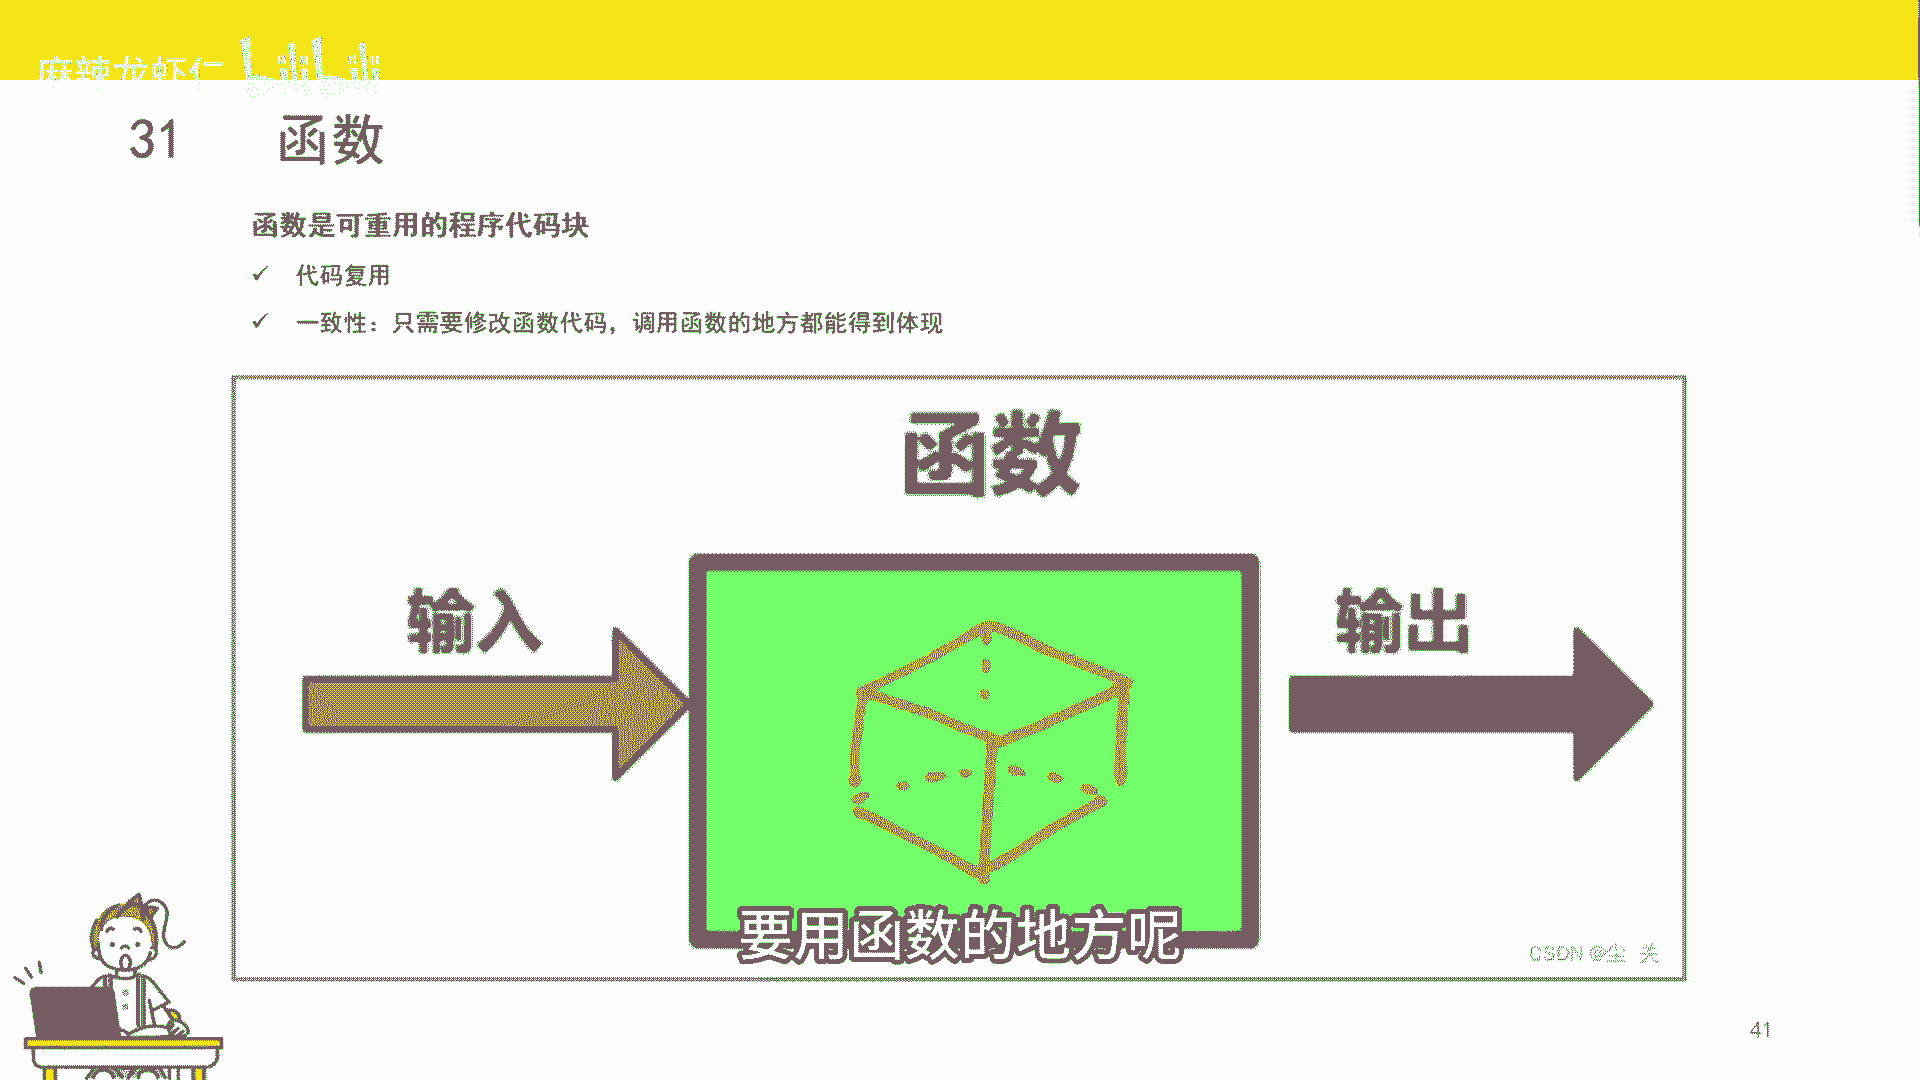 麻辣龙虾仁 bilibili
31 函数
函数是可重用的程序代码块
✓ 代码复用
✓ 一致性：只需要修改函数代码，调用函数的地方都能得到体现
函数
输入
输出
要用函数的地方呢
CSDN @尘 关
41